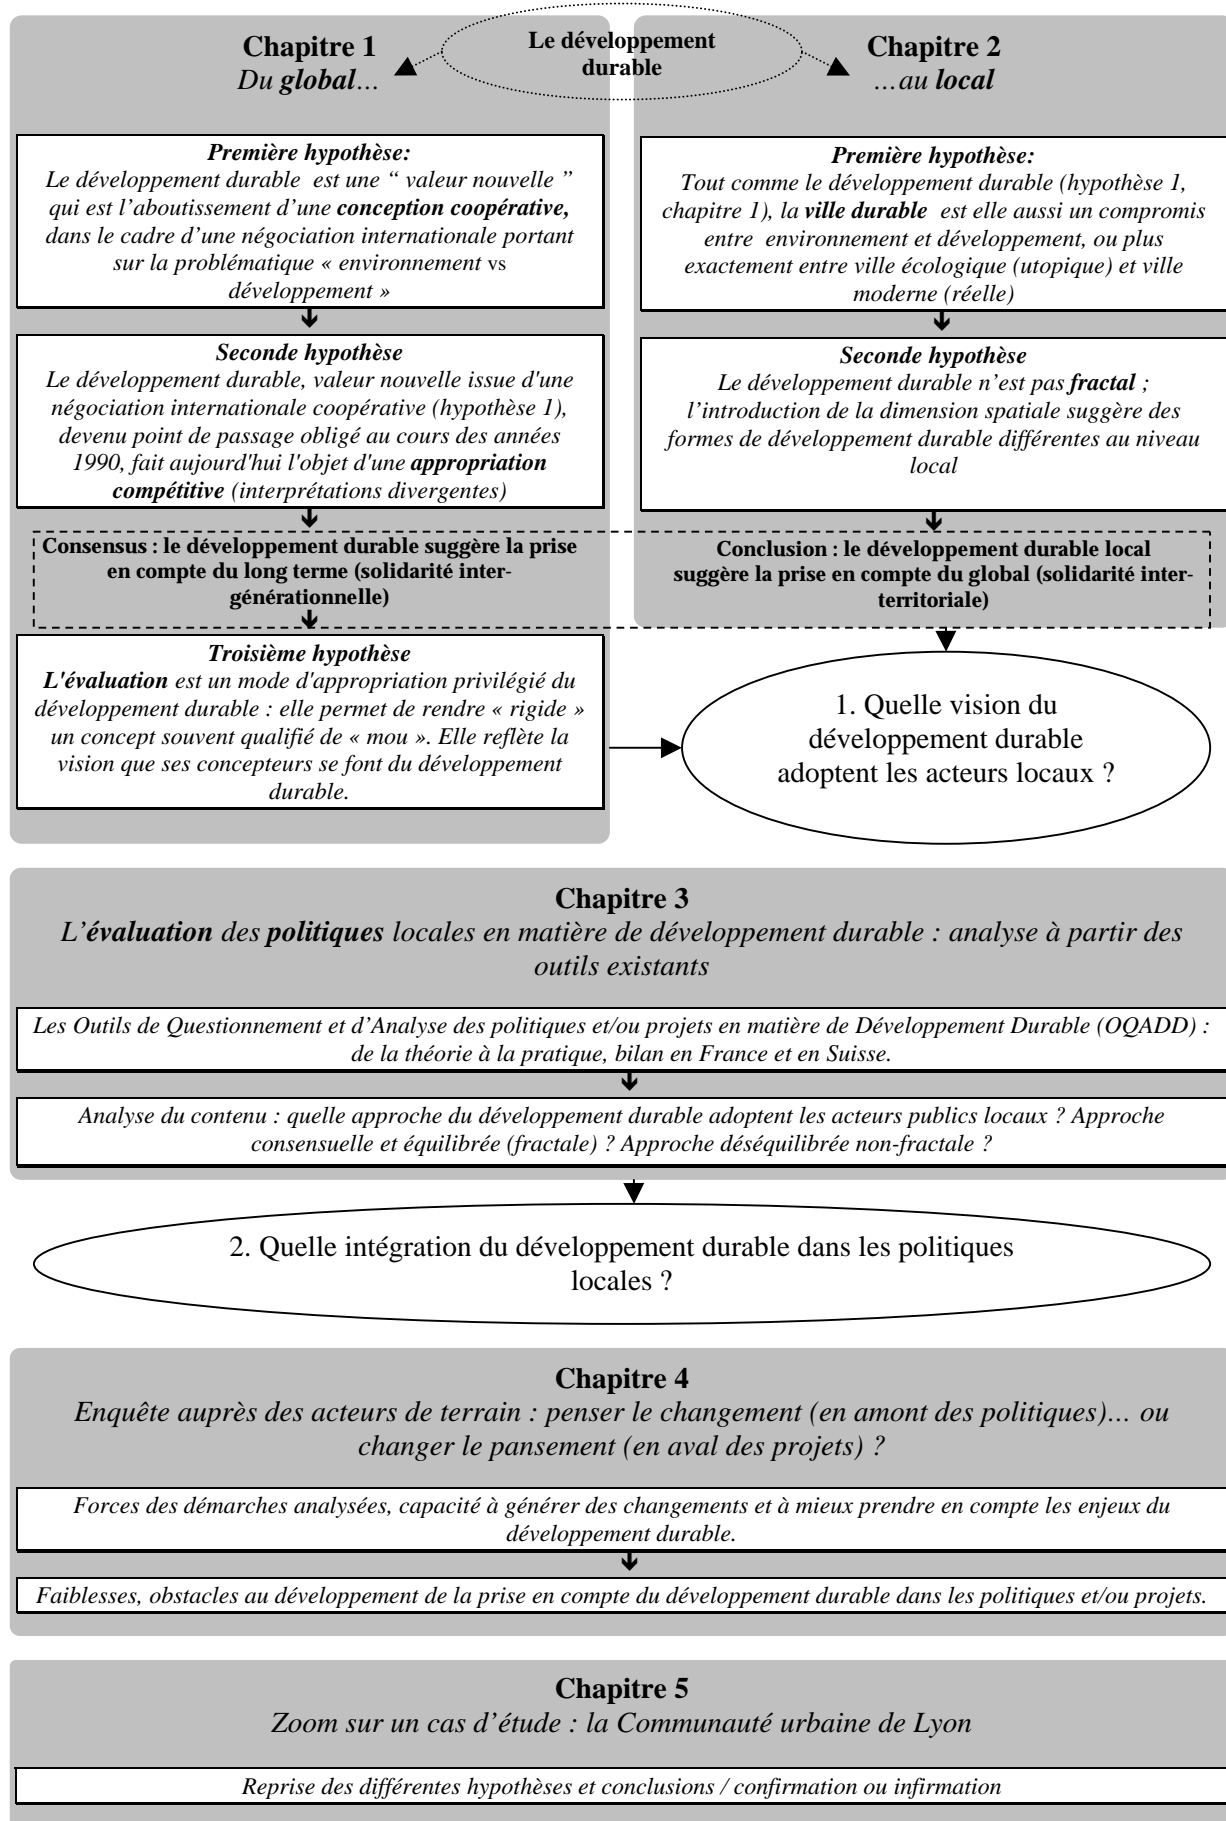 Le développement
durable
Chapitre 1
Du global…
Première hypothèse:
Le développement durable est une “ valeur nouvelle ”
qui est l’aboutissement d’une conception coopérative,
dans le cadre d’une négociation internationale portant
sur la problématique « environnement vs
développement »
Seconde hypothèse
Le développement durable, valeur nouvelle issue d'une
négociation internationale coopérative (hypothèse 1),
devenu point de passage obligé au cours des années
1990, fait aujourd'hui l'objet d'une appropriation
compétitive (interprétations divergentes)
Consensus : le développement durable suggère la prise
en compte du long terme (solidarité inter-
générationnelle)
Troisième hypothèse
L'évaluation est un mode d'appropriation privilégié du
développement durable : elle permet de rendre « rigide »
un concept souvent qualifié de « mou ». Elle reflète la
vision que ses concepteurs se font du développement
durable.
Chapitre 2
…au local
Première hypothèse:
Tout comme le développement durable (hypothèse 1,
chapitre 1), la ville durable est elle aussi un compromis
entre environnement et développement, ou plus
exactement entre ville écologique (utopique) et ville
moderne (réelle)
Seconde hypothèse
Le développement durable n’est pas fractal ;
l’introduction de la dimension spatiale suggère des
formes de développement durable différentes au niveau
local
Conclusion : le développement durable local
suggère la prise en compte du global (solidarité inter-
territoriale)
1. Quelle vision du
développement durable
adoptent les acteurs locaux ?
Chapitre 3
L’évaluation des politiques locales en matière de développement durable : analyse à partir des
outils existants
Les Outils de Questionnement et d’Analyse des politiques et/ou projets en matière de Développement Durable (OQADD) :
de la théorie à la pratique, bilan en France et en Suisse.
Analyse du contenu : quelle approche du développement durable adoptent les acteurs publics locaux ? Approche
consensuelle et équilibrée (fractale) ? Approche déséquilibrée non-fractale ?
2. Quelle intégration du développement durable dans les politiques
locales ?
Chapitre 4
Enquête auprès des acteurs de terrain : penser le changement (en amont des politiques)… ou
changer le pansement (en aval des projets) ?
Forces des démarches analysées, capacité à générer des changements et à mieux prendre en compte les enjeux du
développement durable.
Faiblesses, obstacles au développement de la prise en compte du développement durable dans les politiques et/ou projets.
Chapitre 5
Zoom sur un cas d’étude : la Communauté urbaine de Lyon
Reprise des différentes hypothèses et conclusions / confirmation ou infirmation